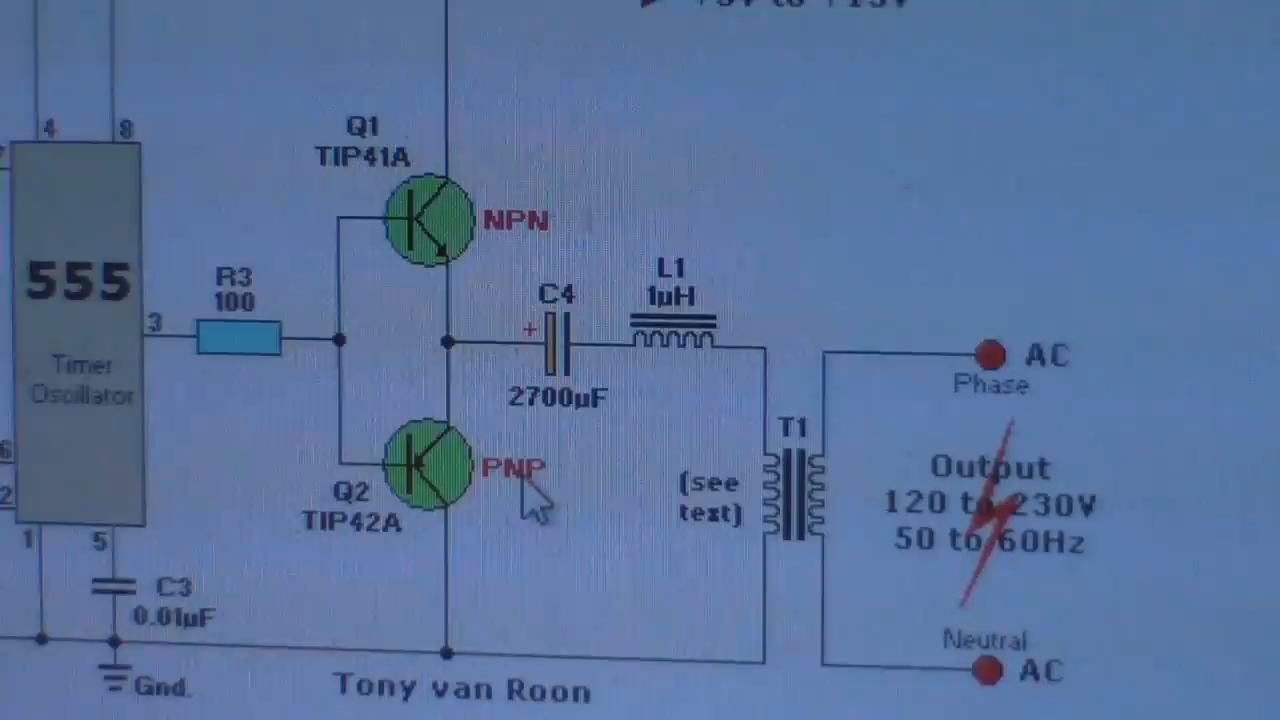 +5V to +15V
4
8
Q1
TIP41A
NPN
555
R3
100
L1
1µH
C4
+
3
Timer
Oscillator
AC
Phase
2700µF
T1
6
PNP
Output
Q2
(see
120 to 230V
2
TIP42A
text)
1
5
50 to 60Hz
C3
0.01µF
Neutral
AC
Gnd.
Tony van Roon